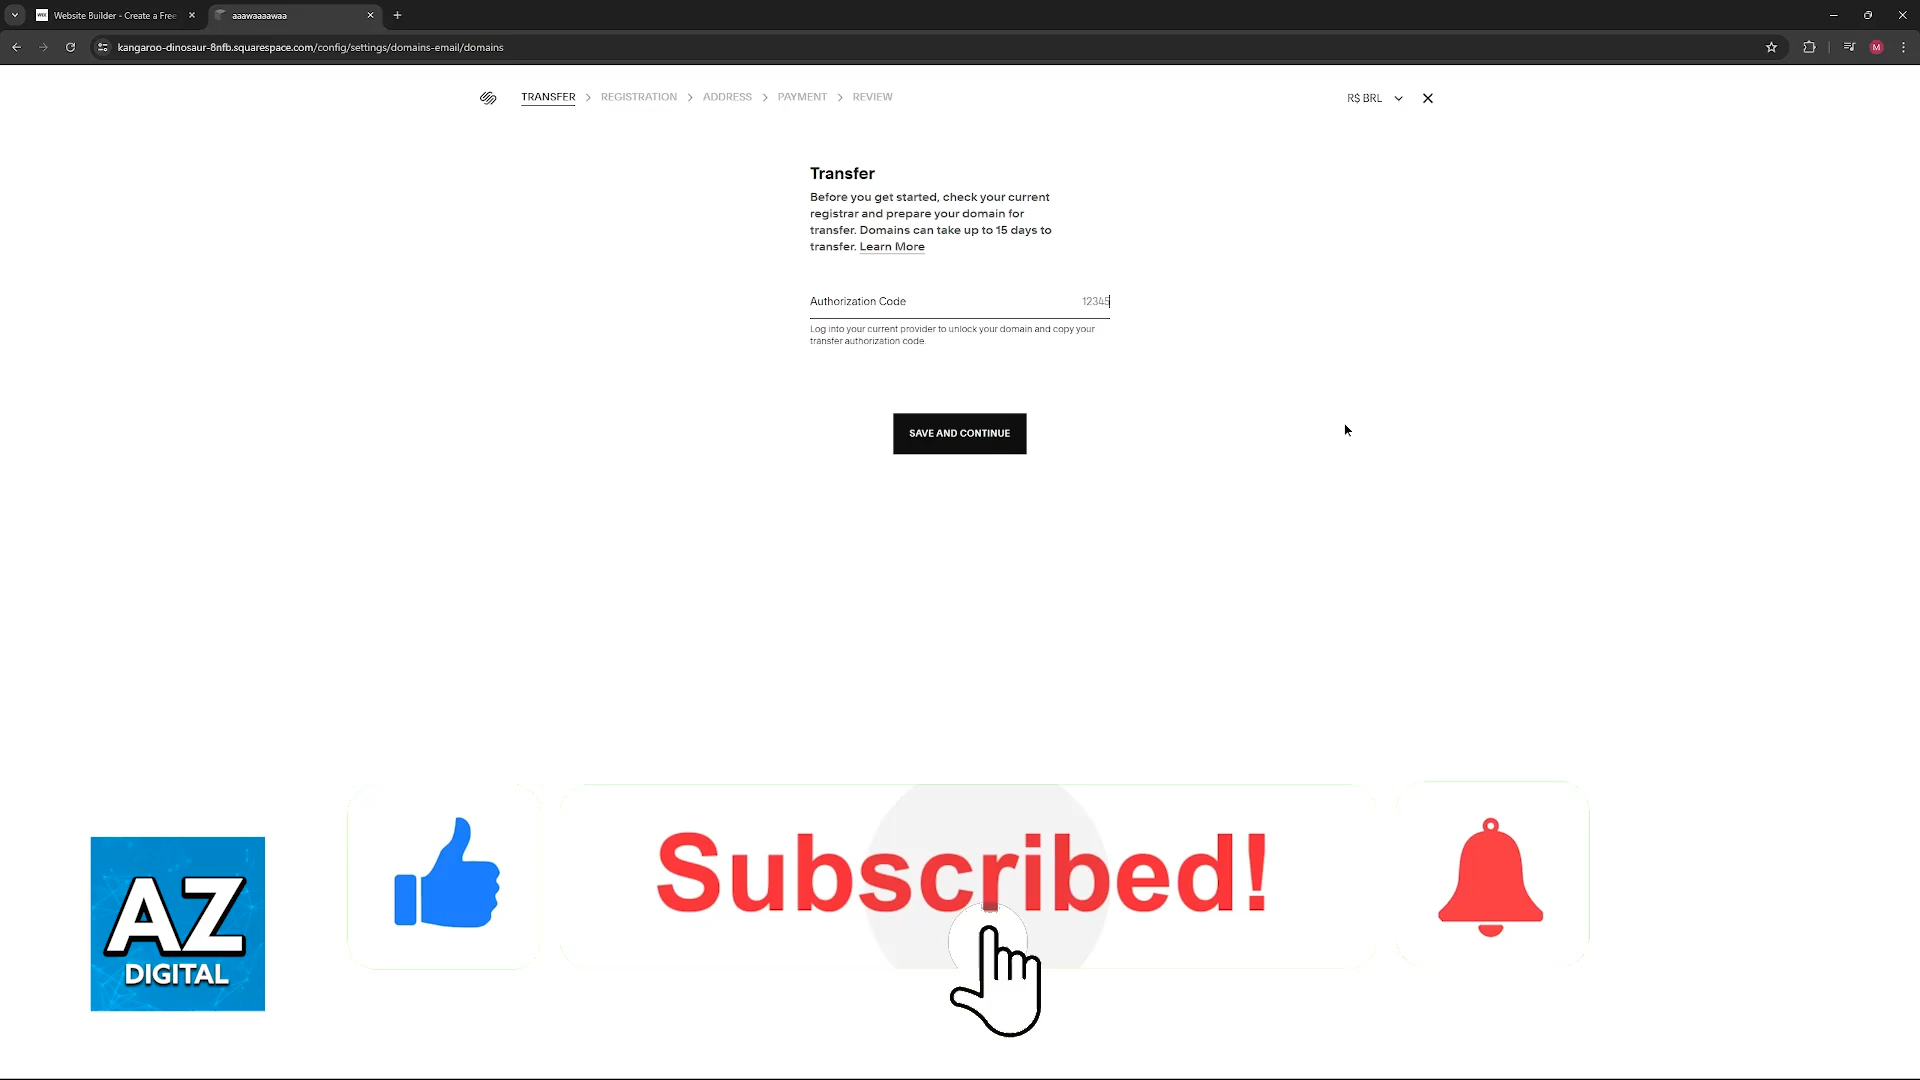 Website Builder - Create a Free
aaawaaaawaa
kangaroo-dinosaur-8nfb.squarespace.com/config/settings/domains-email/domains
M
TRANSFER > REGISTRATION > ADDRESS > PAYMENT > REVIEW
R$ BRL
Transfer
Before you get started, check your current
registrar and prepare your domain for
transfer. Domains can take up to 15 days to
transfer. Learn More
Authorization Code 12345
Log into your current provider to unlock your domain and copy your
transfer authorization code.
SAVE AND CONTINUE
Subscribed!
AZ
DIGITAL